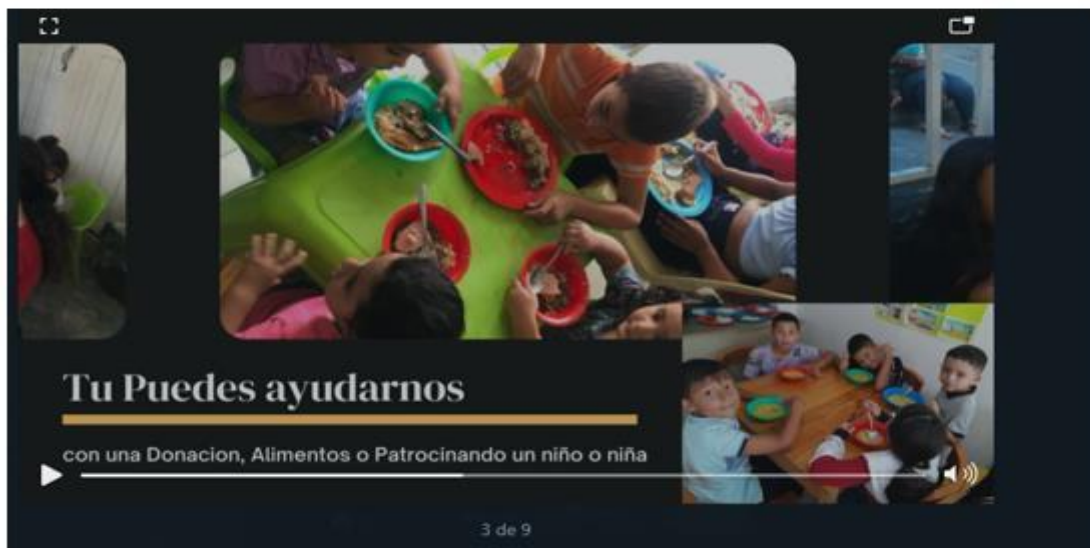 Tu Puedes ayudarnos
con una Donacion, Alimentos o Patrocinando un niño o niña
3 de 9